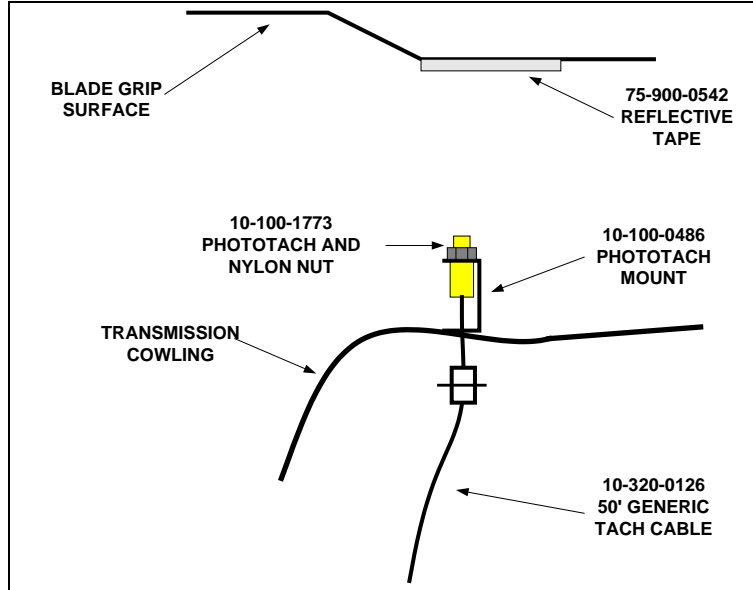 BLADE GRIP
SURFACE
75-900-0542
REFLECTIVE
TAPE
10-100-1773
PHOTOTACH AND
NYLON NUT
10-100-0486
PHOTOTACH
MOUNT
TRANSMISSION
COWLING
10-320-0126
50' GENERIC
TACH CABLE